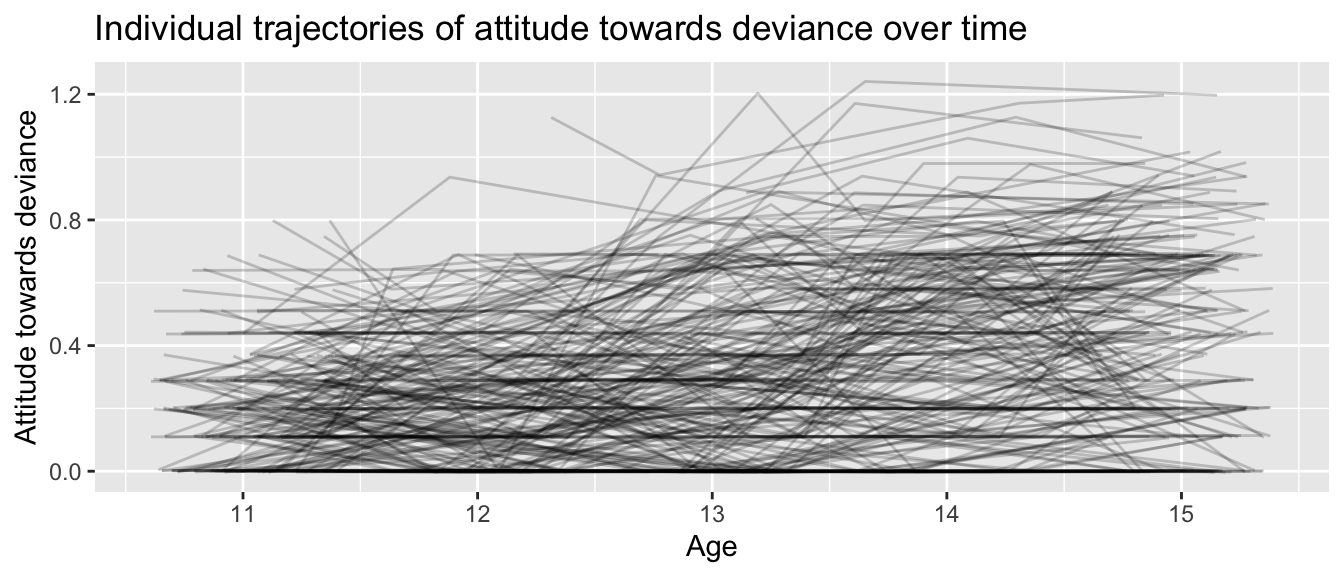 Individual trajectories of attitude towards deviance over time
Attitude towards deviance
1.2
0.8
0.4
0.0
11 12 13 14 15
Age